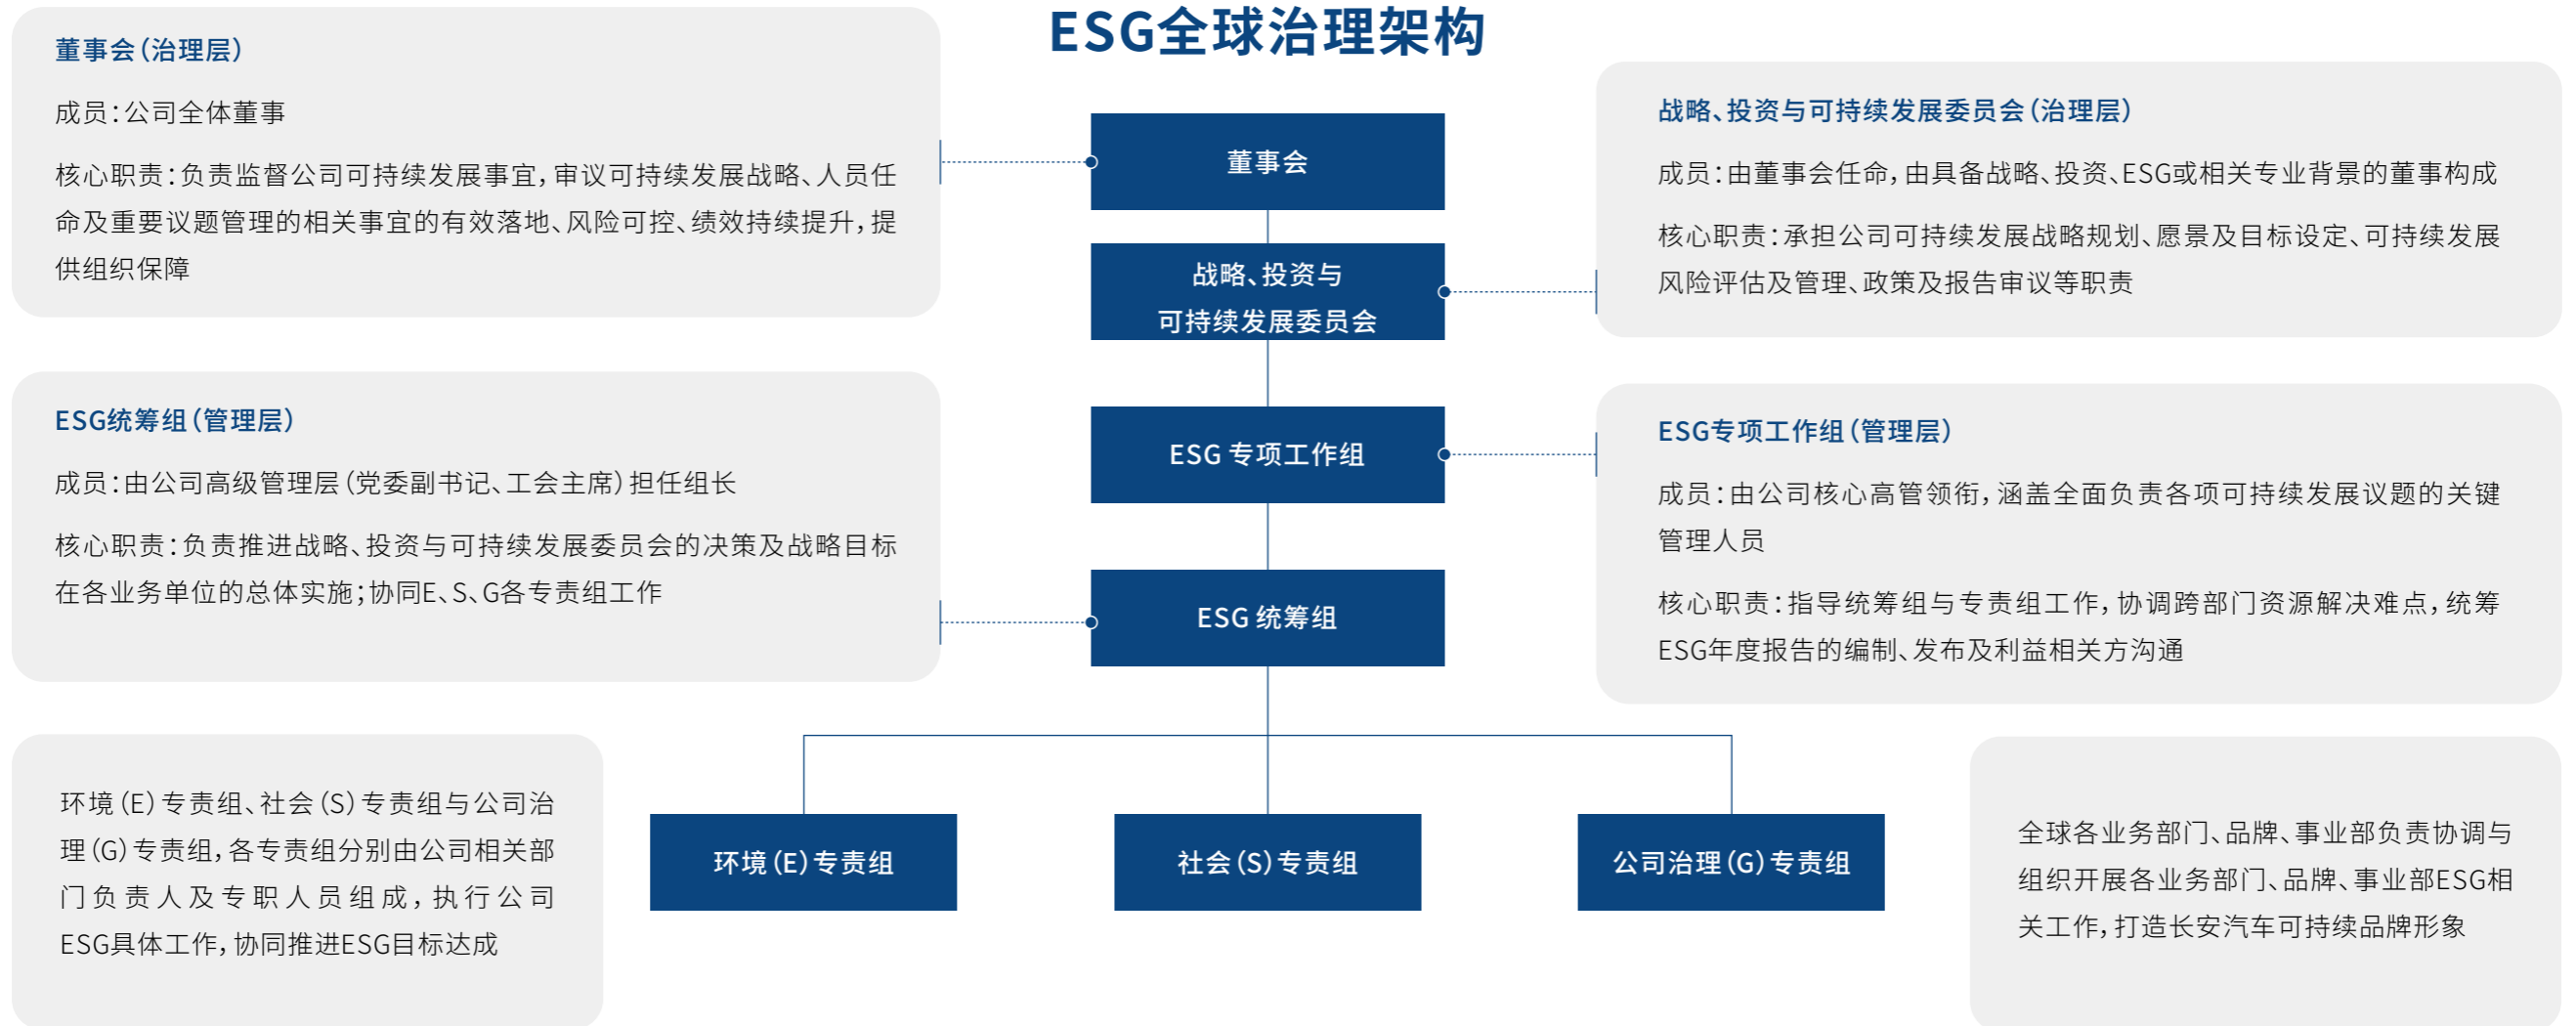 ESG全球治理架构
董事会（治理层）
成员：公司全体董事
核心职责：负责监督公司可持续发展事宜，审议可持续发展战略、人员任
命及重要议题管理的相关事宜的有效落地、风险可控、绩效持续提升，提
供组织保障
董事会
战略、投资与可持续发展委员会（治理层）
成员：由董事会任命，由具备战略、投资、ESG或相关专业背景的董事构成
核心职责：承担公司可持续发展战略规划、愿景及目标设定、可持续发展
风险评估及管理、政策及报告审议等职责
战略、投资与
可持续发展委员会
ESG统筹组（管理层）
成员：由公司高级管理层（党委副书记、工会主席）担任组长
核心职责：负责推进战略、投资与可持续发展委员会的决策及战略目标
在各业务单位的总体实施；协同E、S、G各专责组工作
ESG 专项工作组
ESG专项工作组（管理层）
成员：由公司核心高管领衔，涵盖全面负责各项可持续发展议题的关键
管理人员
核心职责：指导统筹组与专责组工作，协调跨部门资源解决难点，统筹
ESG年度报告的编制、发布及利益相关方沟通
ESG 统筹组
环境（E）专责组、社会（S）专责组与公司治
理（G）专责组，各专责组分别由公司相关部
门负责人及专职人员组成，执行公司
ESG具体工作，协同推进ESG目标达成
环境（E）专责组
社会（S）专责组
公司治理（G）专责组
全球各业务部门、品牌、事业部负责协调与
组织开展各业务部门、品牌、事业部ESG相
关工作，打造长安汽车可持续品牌形象